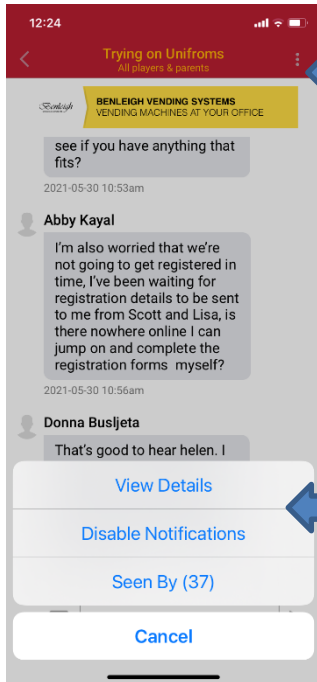 12:24
Trying on Unifroms
All players & parents
Benleigh
BENLEIGH VENDING SYSTEMS
VENDING MACHINES AT YOUR OFFICE
see if you have anything that
fits?
2021-05-30 10:53am
Abby Kayal
I'm also worried that we're
not going to get registered in
time, I've been waiting for
registration details to be sent
to me from Scott and Lisa, is
there nowhere online I can
jump on and complete the
registration forms  myself?
2021-05-30 10:56am
Donna Busljeta
That's good to hear helen. I
View Details
Disable Notifications
Seen By (37)
Cancel